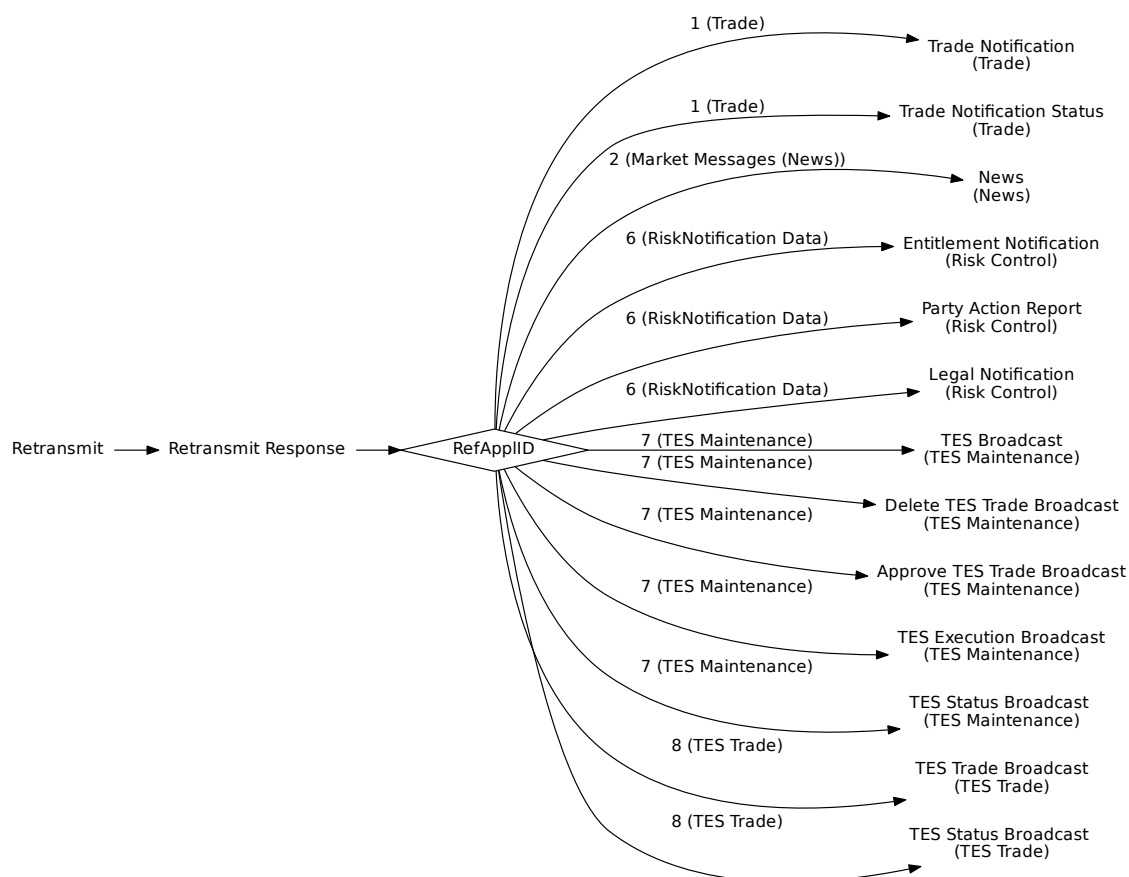 1 (Trade)
Trade Notification
(Trade)
1 (Trade)
Trade Notification Status
(Trade)
2 (Market Messages (News))
News
(News)
6 (RiskNotification Data)
Entitlement Notification
(Risk Control)
6 (RiskNotification Data)
Party Action Report
(Risk Control)
6 (RiskNotification Data)
Legal Notification
(Risk Control)
Retransmit
Retransmit Response
RefApplID
7 (TES Maintenance)
TES Broadcast
(TES Maintenance)
7 (TES Maintenance)
Delete TES Trade Broadcast
(TES Maintenance)
7 (TES Maintenance)
Approve TES Trade Broadcast
(TES Maintenance)
7 (TES Maintenance)
TES Execution Broadcast
(TES Maintenance)
7 (TES Maintenance)
TES Status Broadcast
(TES Maintenance)
8 (TES Trade)
TES Trade Broadcast
(TES Trade)
8 (TES Trade)
TES Status Broadcast
(TES Trade)